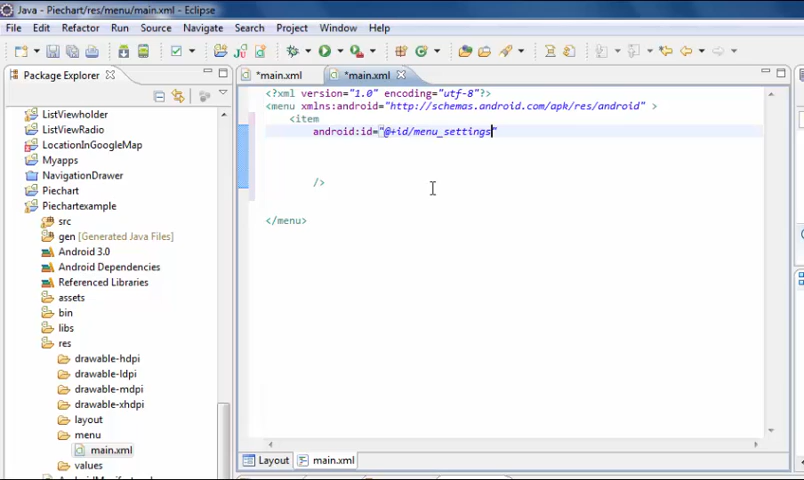 Java - Piechart/res/menu/main.xml - Eclipse
File Edit Refactor Run Source Navigate Search Project Window Help
Package Explorer
*main.xml
*main.xml
ListViewholder
ListViewRadio
LocationInGoogleMap
Myapps
NavigationDrawer
Piechart
Piechartexample
src
gen [Generated Java Files]
Android 3.0
Android Dependencies
Referenced Libraries
assets
bin
libs
res
drawable-hdpi
drawable-ldpi
drawable-mdpi
drawable-xhdpi
layout
menu
main.xml
values
<?xml version="1.0" encoding="utf-8"?>
<menu xmlns:android="http://schemas.android.com/apk/res/android" >
<item
android:id="@+id/menu_settings"
/>
</menu>
Layout main.xml